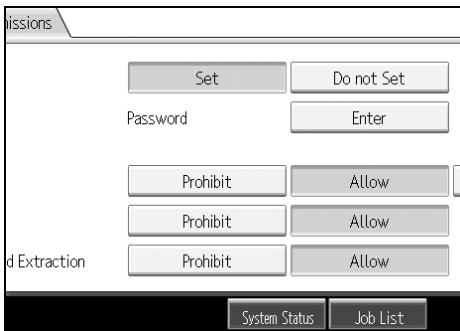 issions
Set Do not Set
Password Enter
Prohibit Allow
Prohibit Allow
d Extraction Prohibit Allow
System Status Job List